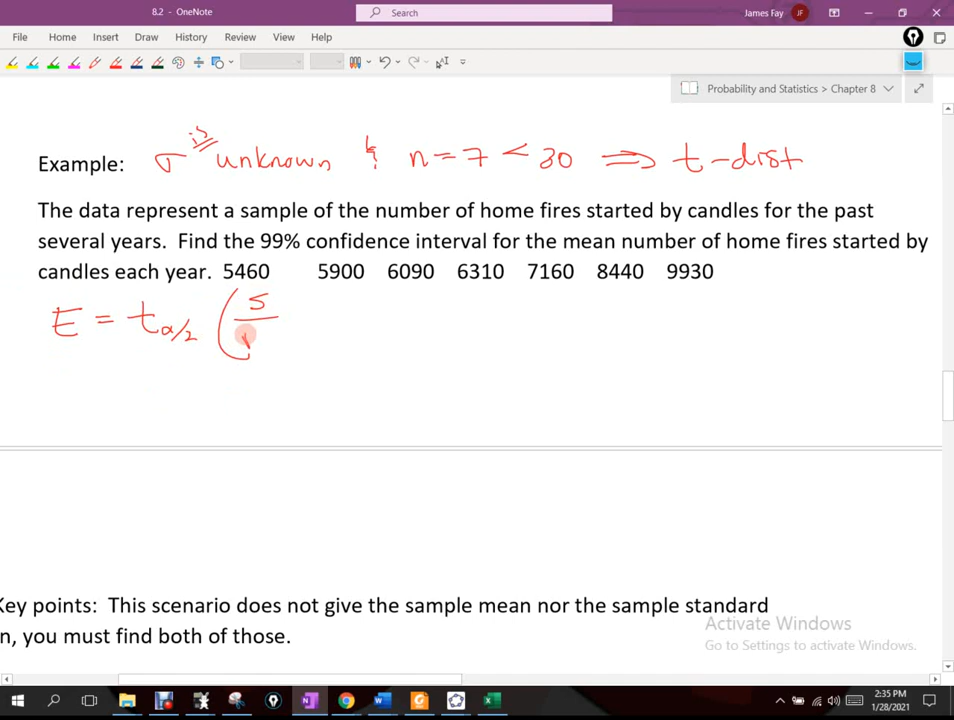 8.2 - OneNote
Search
James Fay JF
File Home Insert Draw History Review View Help
Probability and Statistics > Chapter 8
Example: σ is unknown & n = 7 < 30 ⟹ t-dist
The data represent a sample of the number of home fires started by candles for the past
several years. Find the 99% confidence interval for the mean number of home fires started by
candles each year. 5460 5900 6090 6310 7160 8440 9930
E = t α/2 ( s
Key points: This scenario does not give the sample mean nor the sample standard
n, you must find both of those.
Activate Windows
Go to Settings to activate Windows.
2:35 PM
1/28/2021